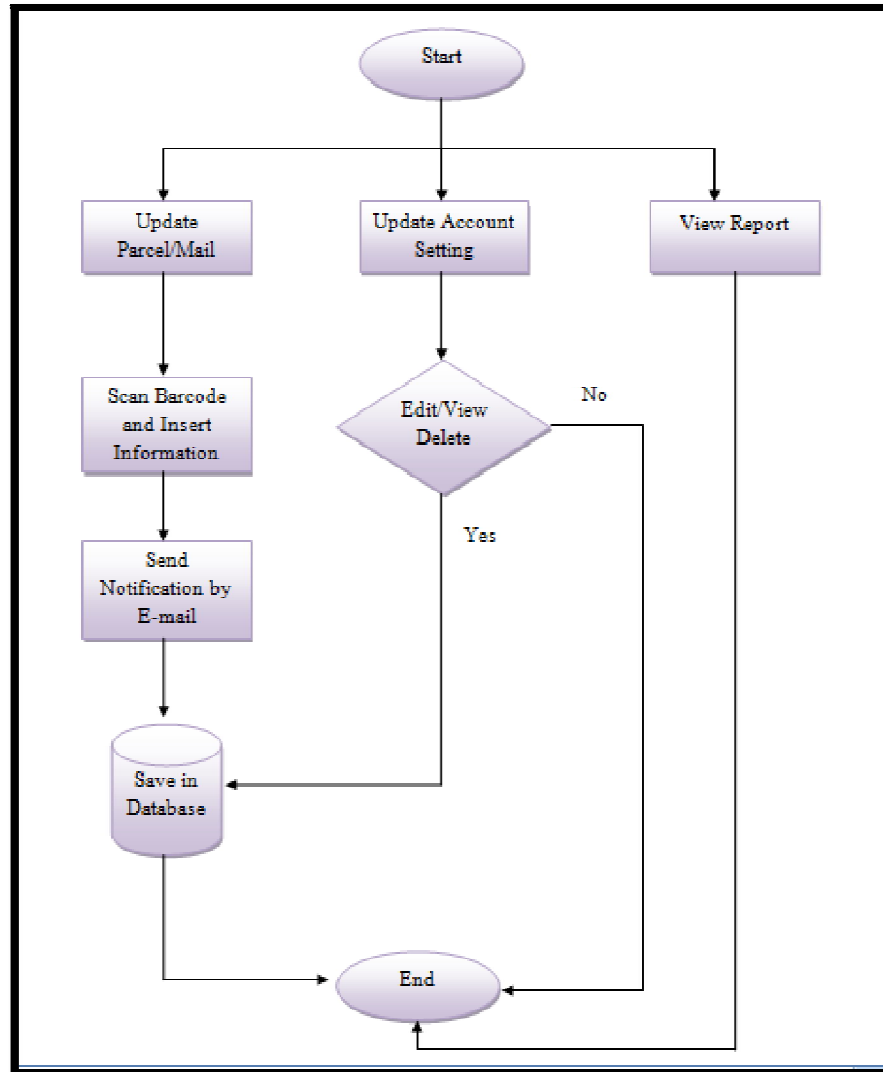 Start
Update
Parcel/Mail
Update Account
Setting
View Report
Scan Barcode
and Insert
Information
Edit/View
Delete
No
Yes
Send
Notification by
E-mail
Save in
Database
End